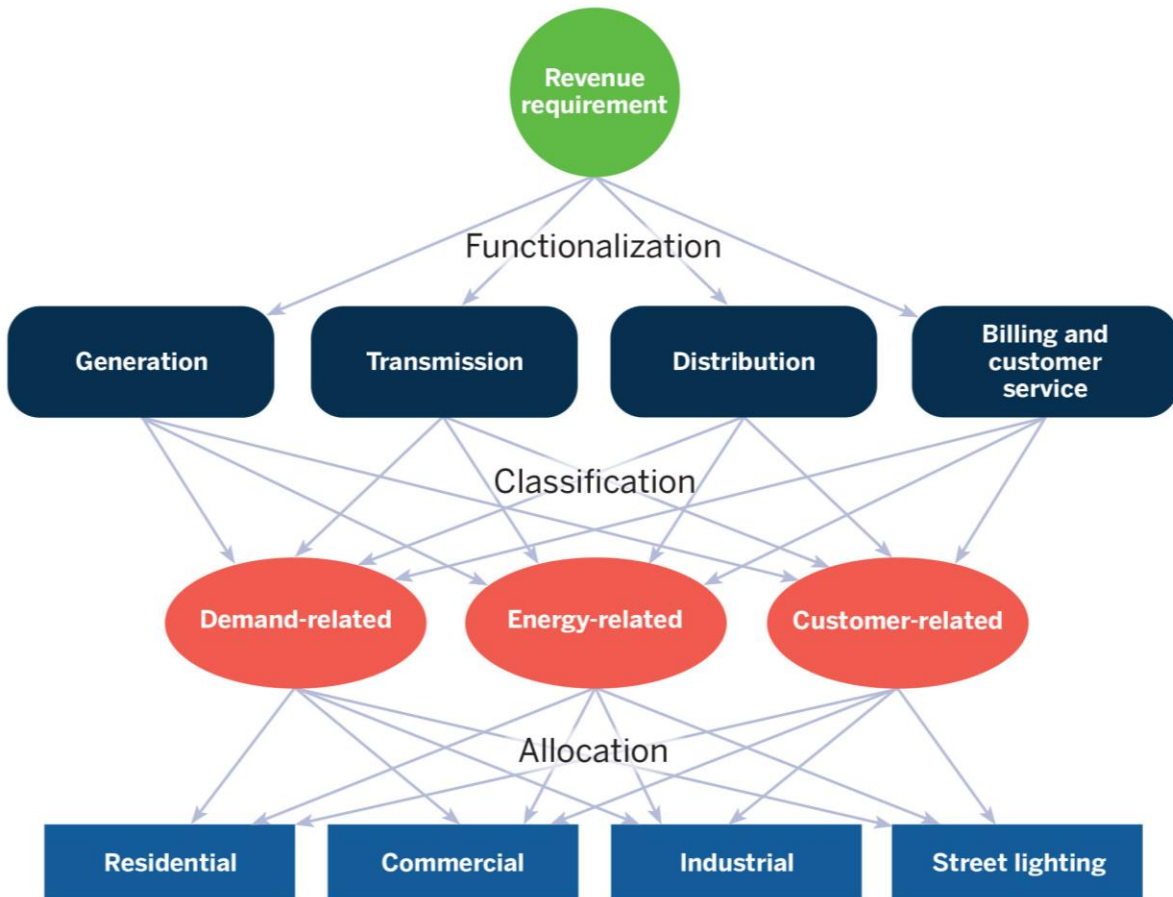 Revenue
requirement
Functionalization
Generation
Transmission
Distribution
Billing and
customer
service
Classification
Demand-related
Energy-related
Customer-related
Allocation
Residential
Commercial
Industrial
Street lighting